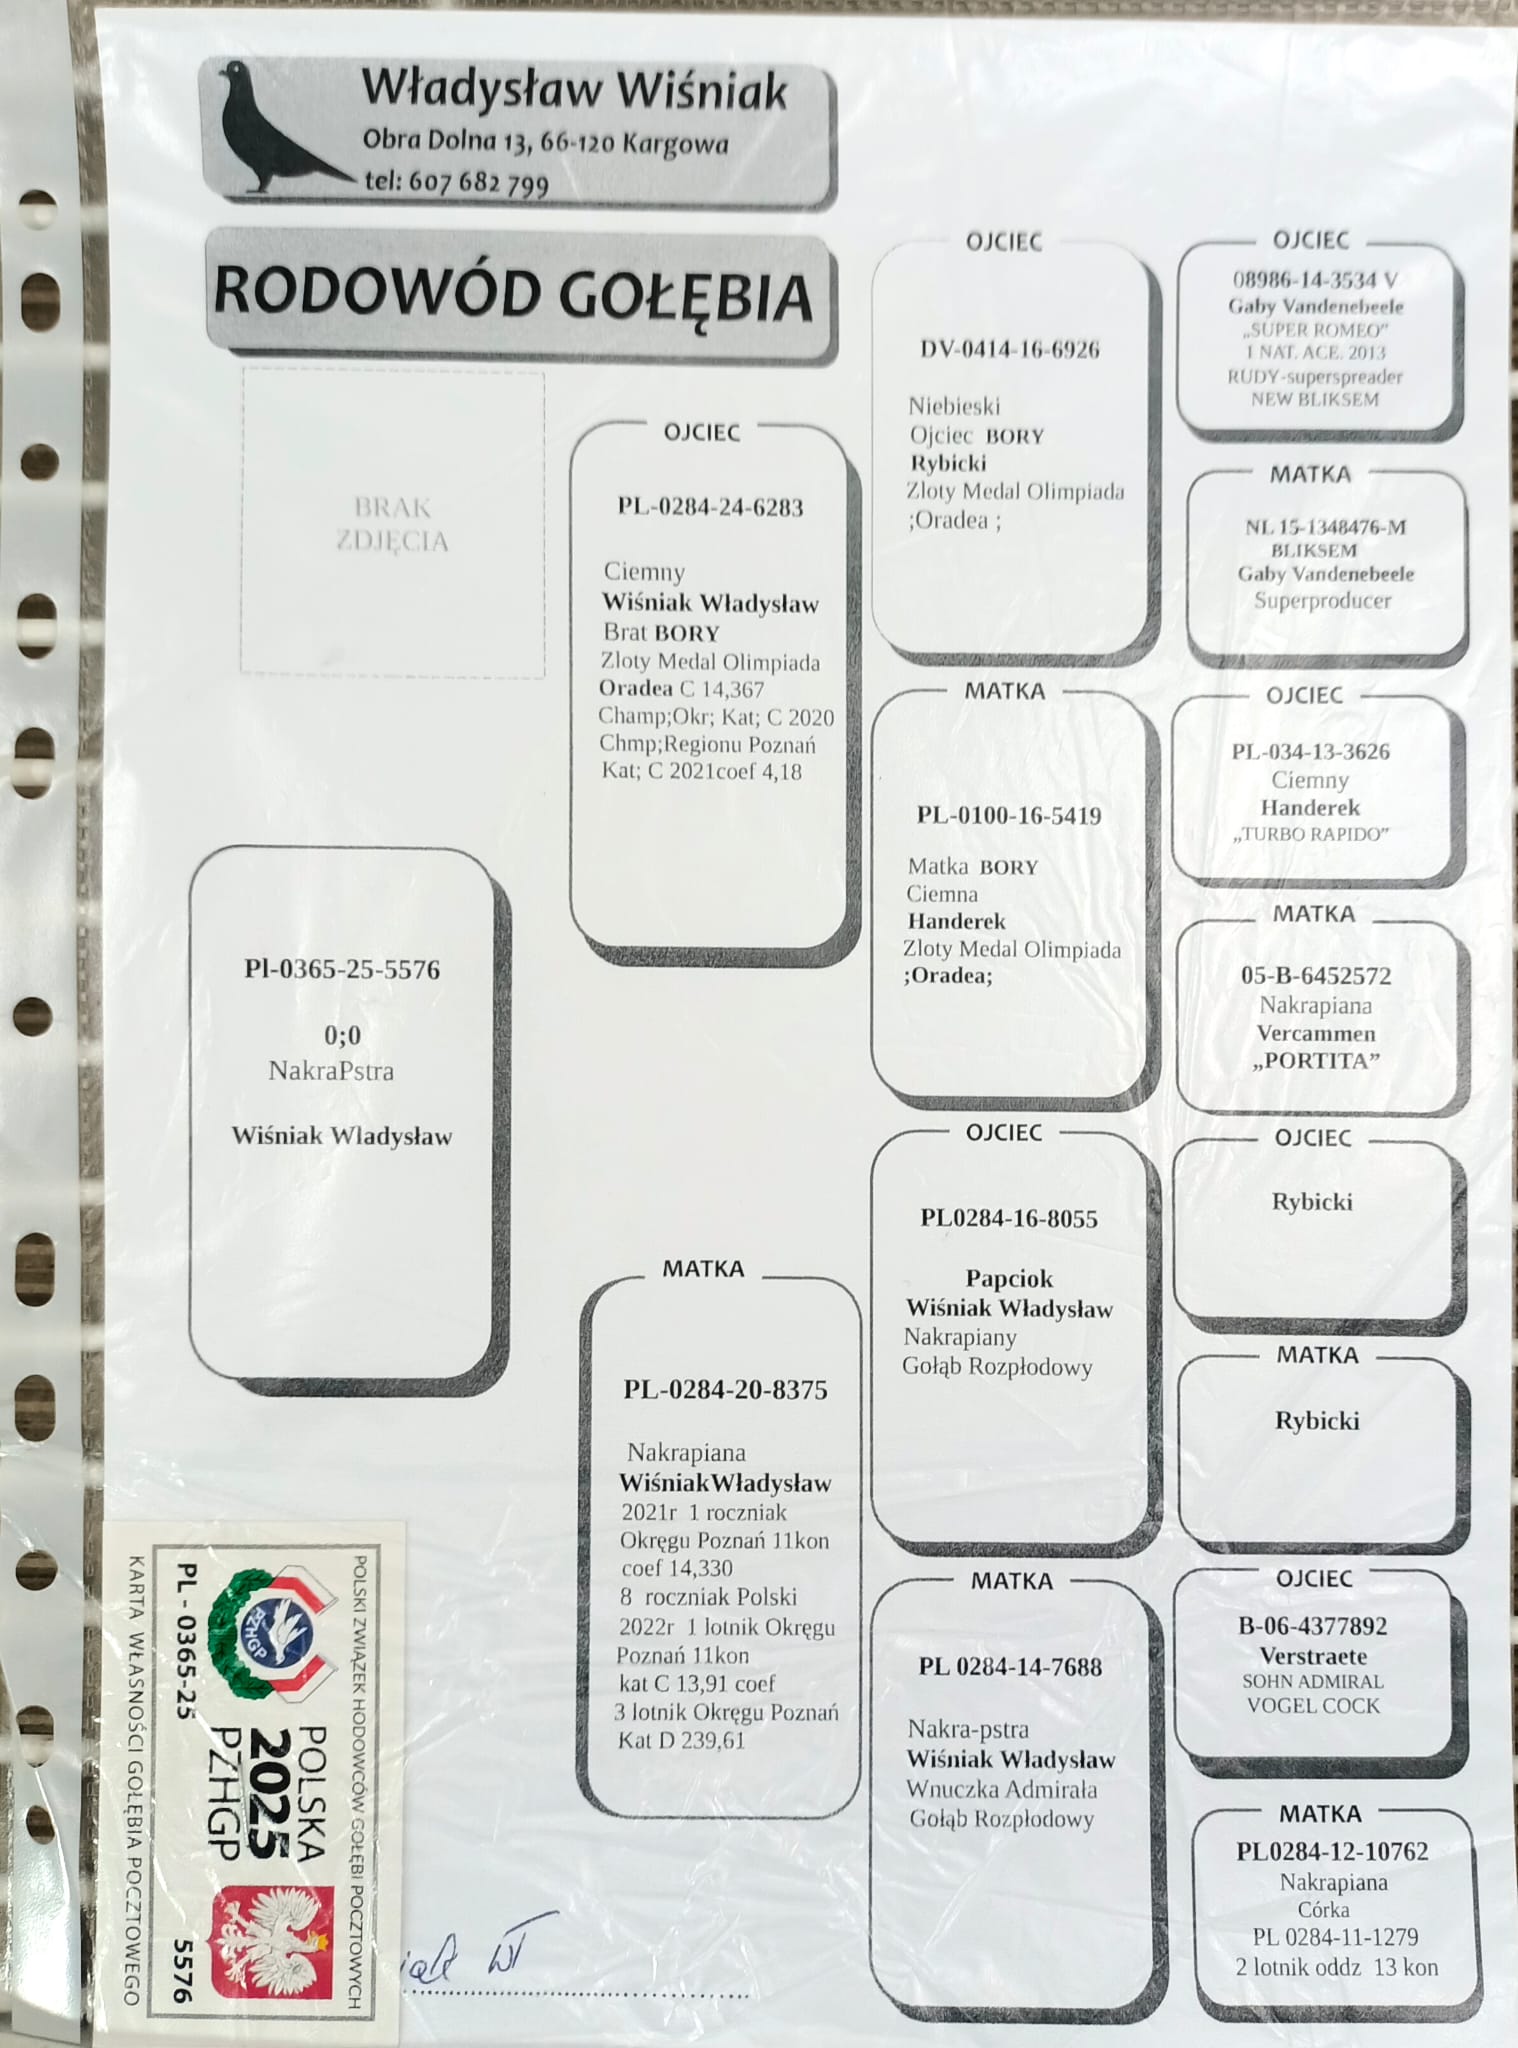 Władysław Wiśniak
Obra Dolna 13, 66-120 Kargowa
tel: 607 682 799
RODOWÓD GOŁĘBIA
BRAK
ZDJĘCIA
Pl-0365-25-5576
0;0
NakraPstra
Wiśniak Wladysław
OJCIEC
PL-0284-24-6283
Ciemny
Wiśniak Władysław
Brat BORY
Zloty Medal Olimpiada
Oradea C 14,367
Champ;Okr; Kat; C 2020
Chmp;Regionu Poznań
Kat; C 2021coef 4,18
MATKA
PL-0284-20-8375
Nakrapiana
WiśniakWładysław
2021r 1 roczniak
Okręgu Poznań 11kon
coef 14,330
8 roczniak Polski
2022r 1 lotnik Okręgu
Poznań 11kon
kat C 13,91 coef
3 lotnik Okręgu Poznań
Kat D 239,61
OJCIEC
DV-0414-16-6926
Niebieski
Ojciec BORY
Rybicki
Zloty Medal Olimpiada
;Oradea ;
MATKA
PL-0100-16-5419
Matka BORY
Ciemna
Handerek
Zloty Medal Olimpiada
;Oradea;
OJCIEC
PL0284-16-8055
Papciok
Wiśniak Władysław
Nakrapiany
Gołąb Rozpłodowy
MATKA
PL 0284-14-7688
Nakra-pstra
Wiśniak Władysław
Wnuczka Admirała
Gołąb Rozpłodowy
OJCIEC
08986-14-3534 V
Gaby Vandenebeele
„SUPER ROMEO”
1 NAT. ACE. 2013
RUDY-superspreader
NEW BLIKSEM
MATKA
NL 15-1348476-M
BLIKSEM
Gaby Vandenebeele
Superproducer
OJCIEC
PL-034-13-3626
Ciemny
Handerek
„TURBO RAPIDO”
MATKA
05-B-6452572
Nakrapiana
Vercammen
„PORTITA”
OJCIEC
Rybicki
MATKA
Rybicki
OJCIEC
B-06-4377892
Verstraete
SOHN ADMIRAL
VOGEL COCK
MATKA
PL0284-12-10762
Nakrapiana
Córka
PL 0284-11-1279
2 lotnik oddz 13 kon
POLSKI ZWIĄZEK HODOWCÓW GOŁĘBI POCZTOWYCH
PZHGP
POLSKA
2025
PZHGP
PL - 0365-25 5576
KARTA WŁASNOŚCI GOŁĘBIA POCZTOWEGO